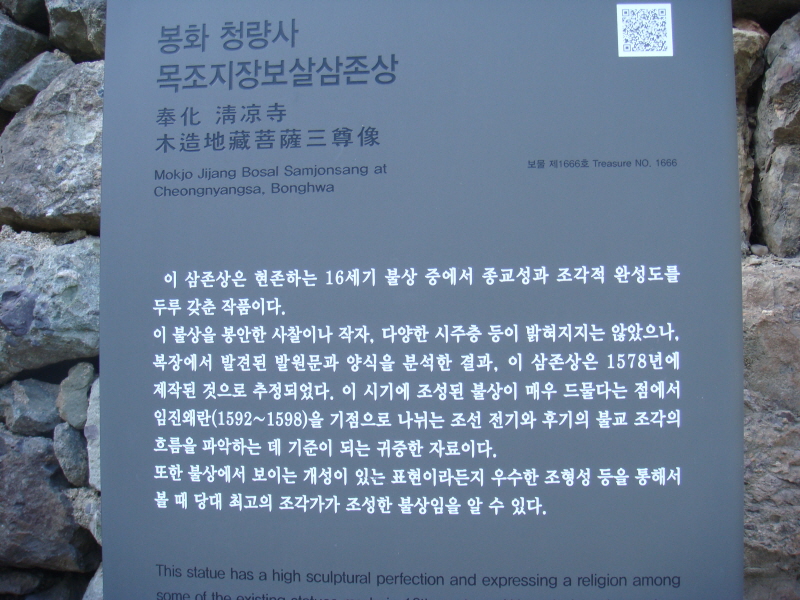 봉화 청량사
목조지장보살삼존상
奉化 淸凉寺
木造地藏菩薩三尊像
Mokjo Jijang Bosal Samjonsang at
Cheongnyangsa, Bonghwa
보물 제1666호 Treasure NO. 1666
이 삼존상은 현존하는 16세기 불상 중에서 종교성과 조각적 완성도를
두루 갖춘 작품이다.
이 불상을 봉안한 사찰이나 작자, 다양한 시주층 등이 밝혀지지는 않았으나,
복장에서 발견된 발원문과 양식을 분석한 결과, 이 삼존상은 1578년에
제작된 것으로 추정되었다. 이 시기에 조성된 불상이 매우 드물다는 점에서
임진왜란(1592~1598)을 기점으로 나뉘는 조선 전기와 후기의 불교 조각의
흐름을 파악하는 데 기준이 되는 귀중한 자료이다.
또한 불상에서 보이는 개성이 있는 표현이라든지 우수한 조형성 등을 통해서
볼 때 당대 최고의 조각가가 조성한 불상임을 알 수 있다.
This statue has a high sculptural perfection and expressing a religion among
some of the existing statues